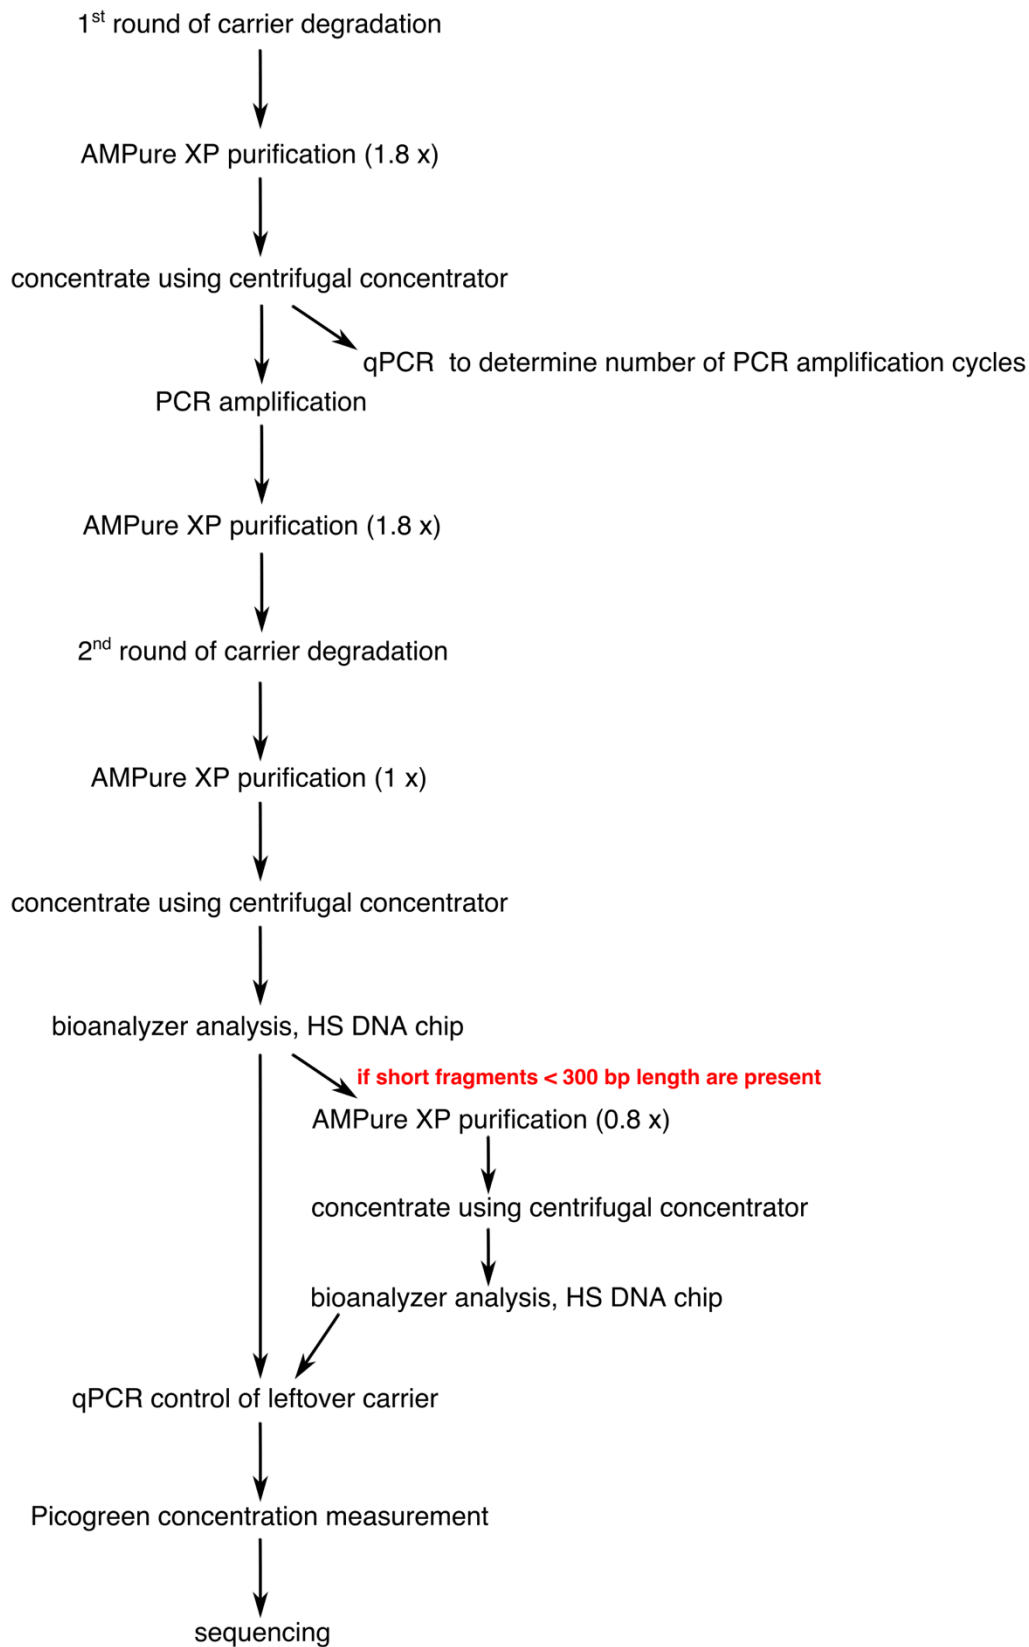 1st round of carrier degradation
AMPure XP purification (1.8 x)
concentrate using centrifugal concentrator
qPCR  to determine number of PCR amplification cycles
PCR amplification
AMPure XP purification (1.8 x)
2nd round of carrier degradation
AMPure XP purification (1 x)
concentrate using centrifugal concentrator
bioanalyzer analysis, HS DNA chip
if short fragments < 300 bp length are present
AMPure XP purification (0.8 x)
concentrate using centrifugal concentrator
bioanalyzer analysis, HS DNA chip
qPCR control of leftover carrier
Picogreen concentration measurement
sequencing